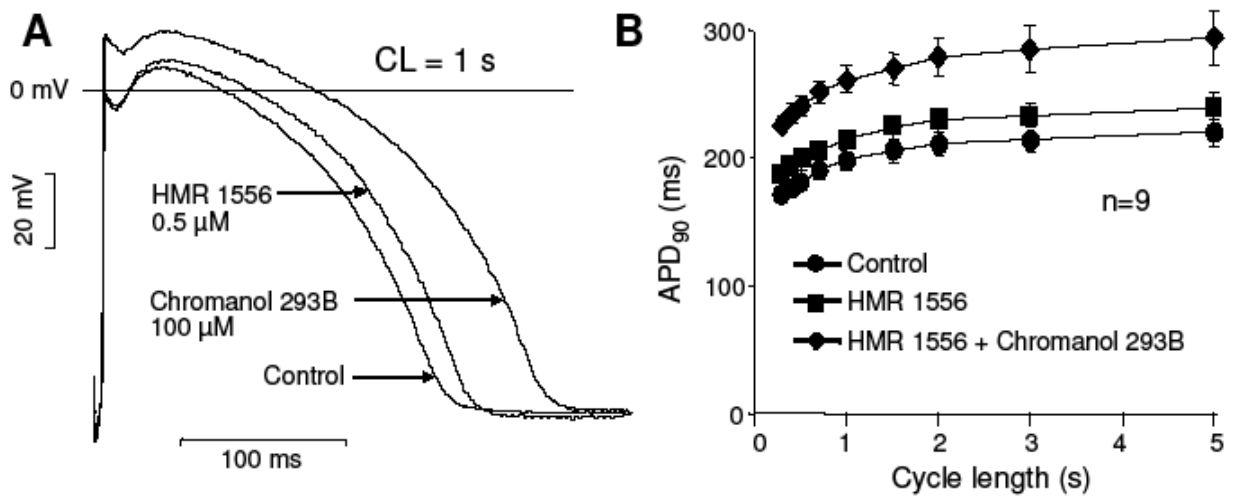 A
CL = 1 s
0 mV
20 mV
HMR 1556
0.5 µM
Chromanol 293B
100 µM
Control
100 ms
B
300
200
100
0
APD90 (ms)
n=9
Control
HMR 1556
HMR 1556 + Chromanol 293B
0 1 2 3 4 5
Cycle length (s)